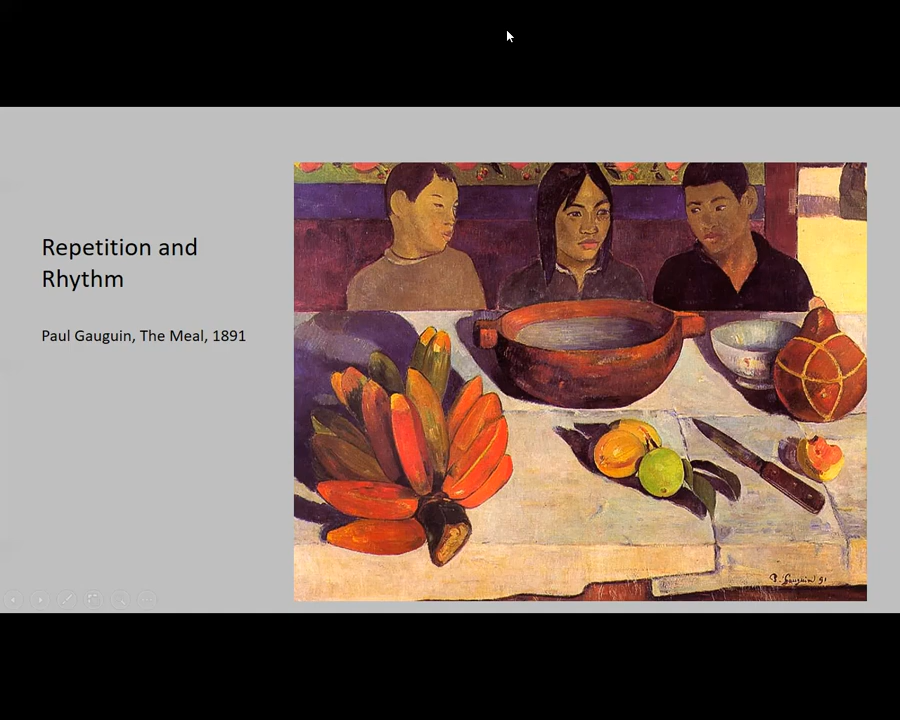 Repetition and
Rhythm
Paul Gauguin, The Meal, 1891
P. Gauguin 91